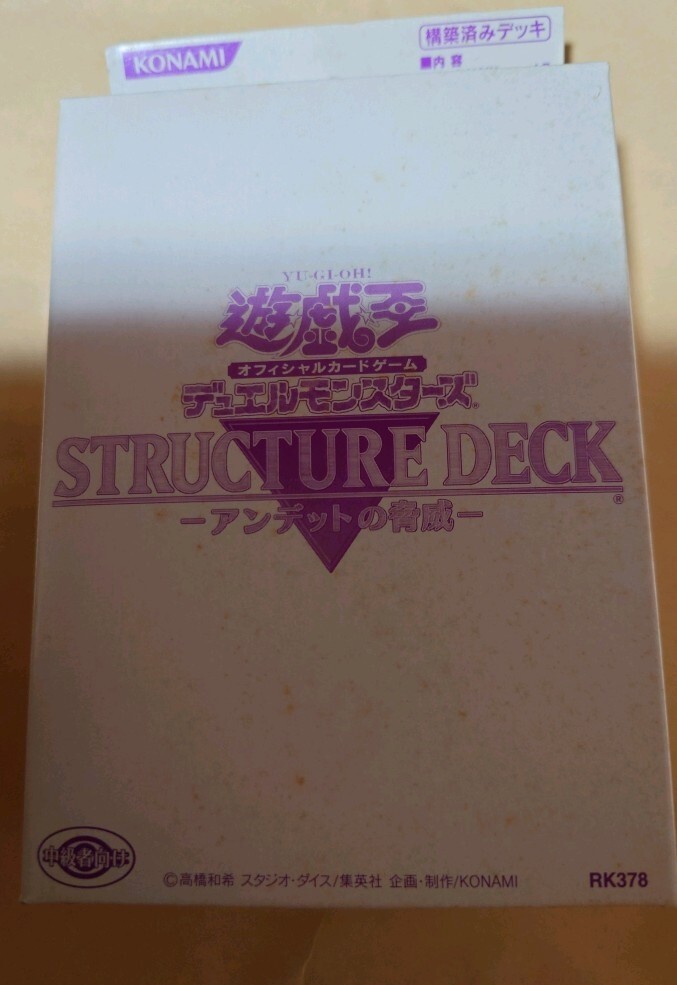 KONAMI
構築済みデッキ
■内容
YU-GI-OH!
遊戯王
オフィシャルカードゲーム
デュエルモンスターズ®
STRUCTURE DECK®
-アンデットの脅威-
中級者向け
©高橋和希 スタジオ・ダイス/集英社 企画・制作/KONAMI
RK378